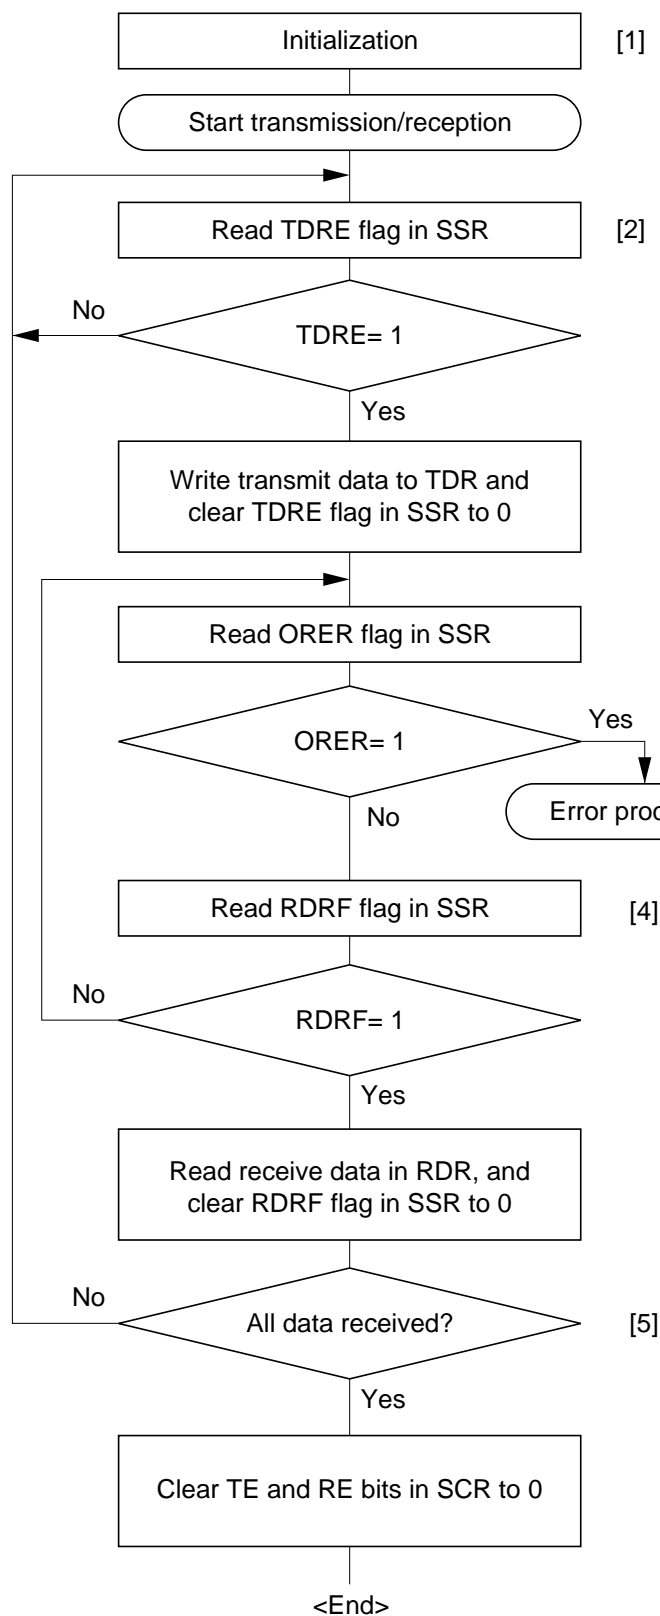 Initialization [1]
Start transmission/reception
Read TDRE flag in SSR [2]
No
TDRE= 1
Yes
Write transmit data to TDR and
clear TDRE flag in SSR to 0
Read ORER flag in SSR
ORER= 1
Yes
No
Error
Read RDRF flag in SSR [4]
No
RDRF= 1
Yes
Read receive data in RDR, and
clear RDRF flag in SSR to 0
No
All data received? [5]
Yes
Clear TE and RE bits in SCR to 0
<End>